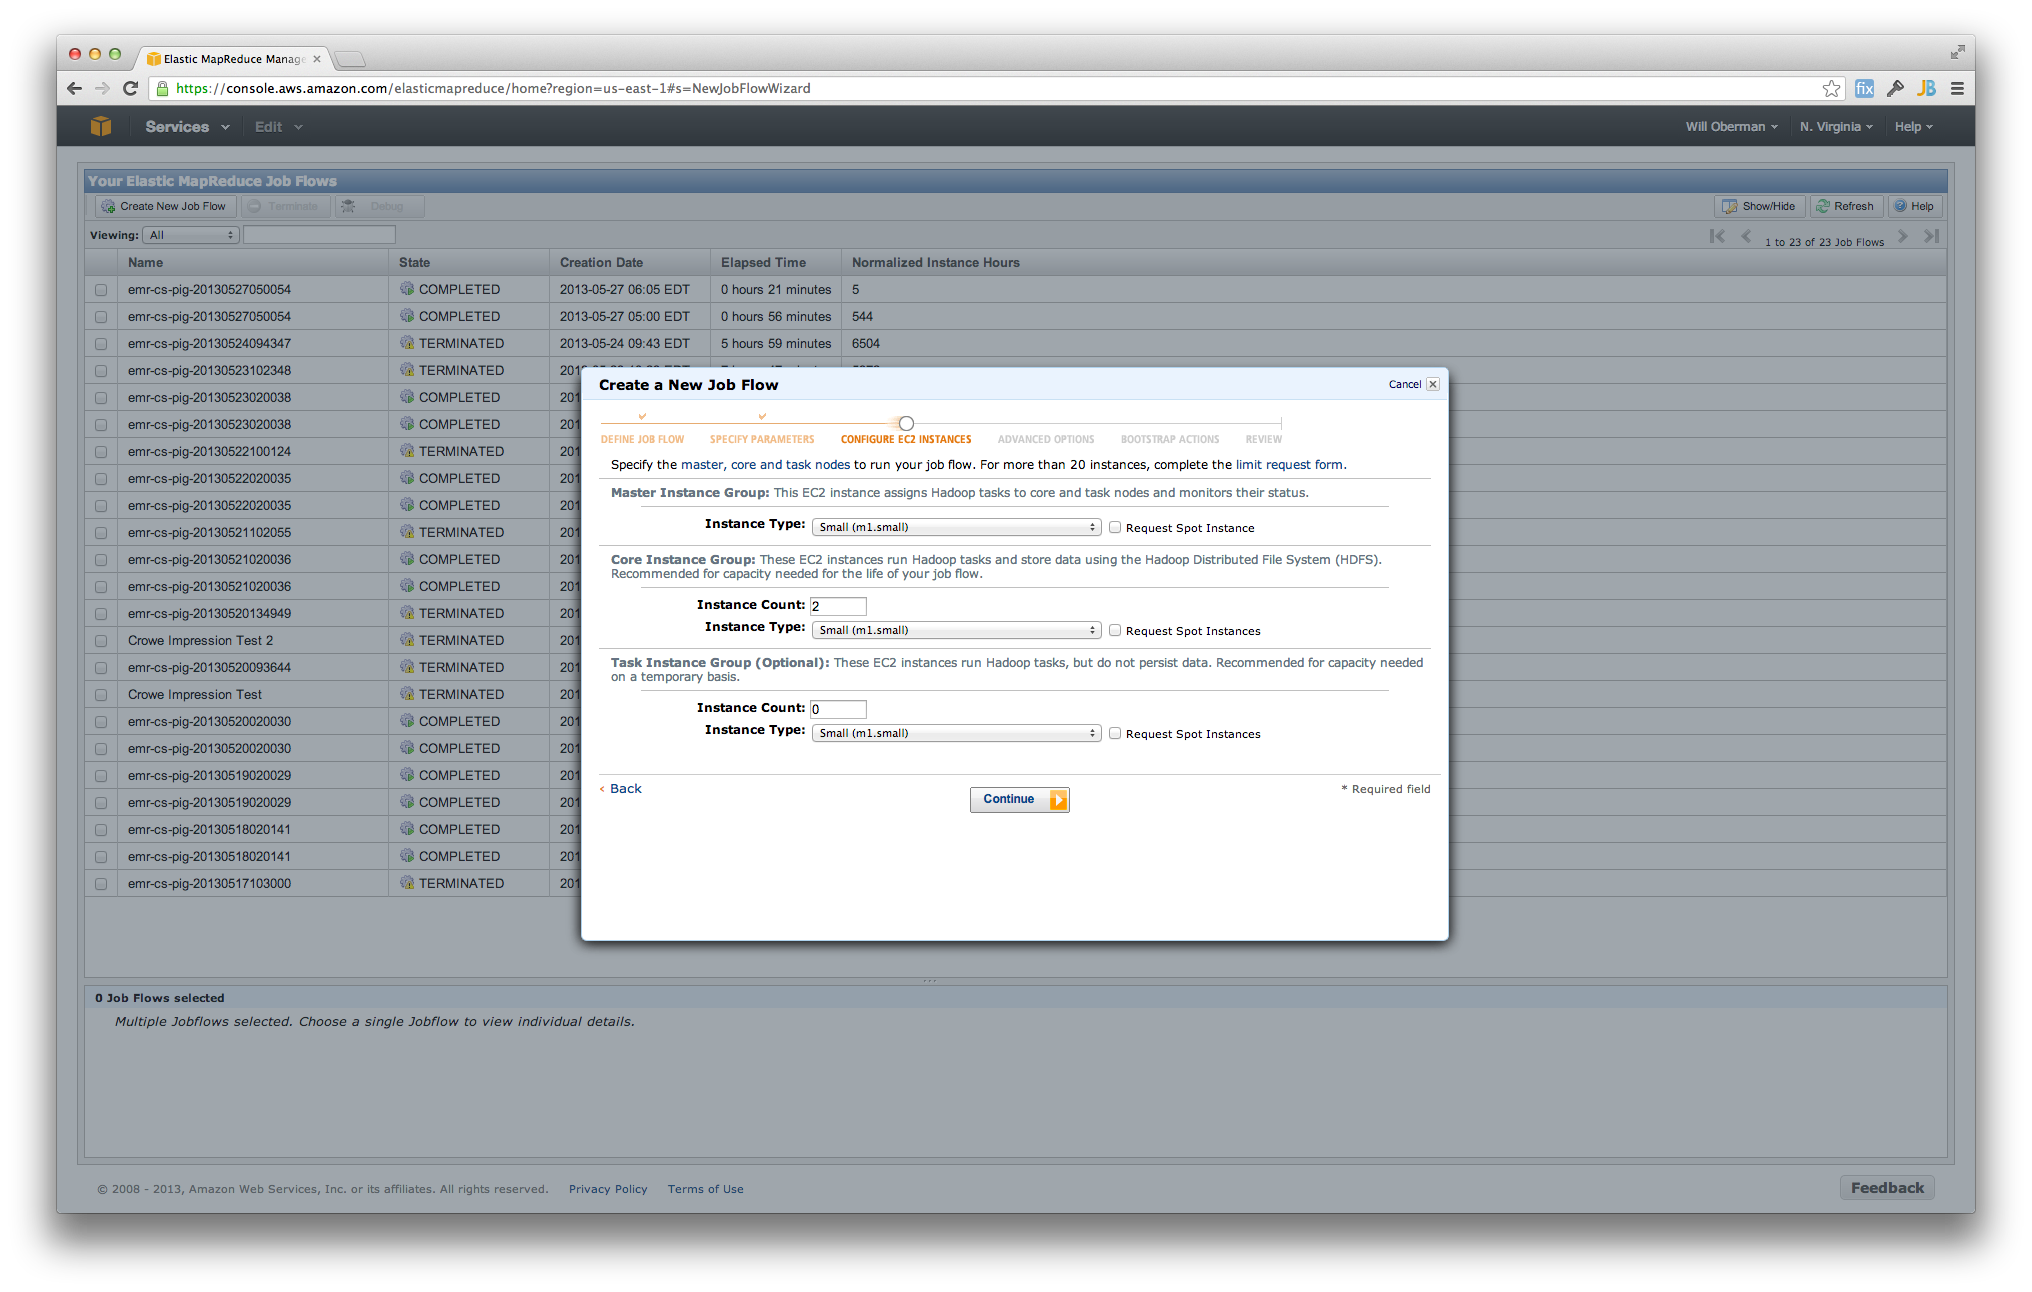 Elastic MapReduce Manage
https://console.aws.amazon.com/elasticmapreduce/home?region=us-east-1#s=NewJobFlowWizard
fix
JB
Services Edit Will Oberman N. Virginia Help
Your Elastic MapReduce Job Flows
Create New Job Flow Terminate Debug Show/Hide Refresh Help
Viewing: All 1 to 23 of 23 Job Flows
Name State Creation Date Elapsed Time Normalized Instance Hours
emr-cs-pig-20130527050054 COMPLETED 2013-05-27 06:05 EDT 0 hours 21 minutes 5
emr-cs-pig-20130527050054 COMPLETED 2013-05-27 05:00 EDT 0 hours 56 minutes 544
emr-cs-pig-20130524094347 TERMINATED 2013-05-24 09:43 EDT 5 hours 59 minutes 6504
emr-cs-pig-20130523102348 TERMINATED
emr-cs-pig-20130523020038 COMPLETED 201
emr-cs-pig-20130523020038 COMPLETED 201
emr-cs-pig-20130522100124 TERMINATED 201
emr-cs-pig-20130522020035 COMPLETED 201
emr-cs-pig-20130522020035 COMPLETED 201
emr-cs-pig-20130521102055 TERMINATED 201
emr-cs-pig-20130521020036 COMPLETED 201
emr-cs-pig-20130521020036 COMPLETED 201
emr-cs-pig-20130520134949 TERMINATED 201
Crowe Impression Test 2 TERMINATED 201
emr-cs-pig-20130520093644 TERMINATED 201
Crowe Impression Test TERMINATED 201
emr-cs-pig-20130520020030 COMPLETED 201
emr-cs-pig-20130520020030 COMPLETED 201
emr-cs-pig-20130519020029 COMPLETED 201
emr-cs-pig-20130519020029 COMPLETED 201
emr-cs-pig-20130518020141 COMPLETED 201
emr-cs-pig-20130518020141 COMPLETED 201
emr-cs-pig-20130517103000 TERMINATED 201
Create a New Job Flow Cancel
DEFINE JOB FLOW SPECIFY PARAMETERS CONFIGURE EC2 INSTANCES ADVANCED OPTIONS BOOTSTRAP ACTIONS REVIEW
Specify the master, core and task nodes to run your job flow. For more than 20 instances, complete the limit request form.
Master Instance Group: This EC2 instance assigns Hadoop tasks to core and task nodes and monitors their status.
Instance Type: Small (m1.small) Request Spot Instance
Core Instance Group: These EC2 instances run Hadoop tasks and store data using the Hadoop Distributed File System (HDFS).
Recommended for capacity needed for the life of your job flow.
Instance Count: 2
Instance Type: Small (m1.small) Request Spot Instances
Task Instance Group (Optional): These EC2 instances run Hadoop tasks, but do not persist data. Recommended for capacity needed
on a temporary basis.
Instance Count: 0
Instance Type: Small (m1.small) Request Spot Instances
< Back Continue * Required field
0 Job Flows selected
Multiple Jobflows selected. Choose a single Jobflow to view individual details.
© 2008 - 2013, Amazon Web Services, Inc. or its affiliates. All rights reserved. Privacy Policy Terms of Use Feedback